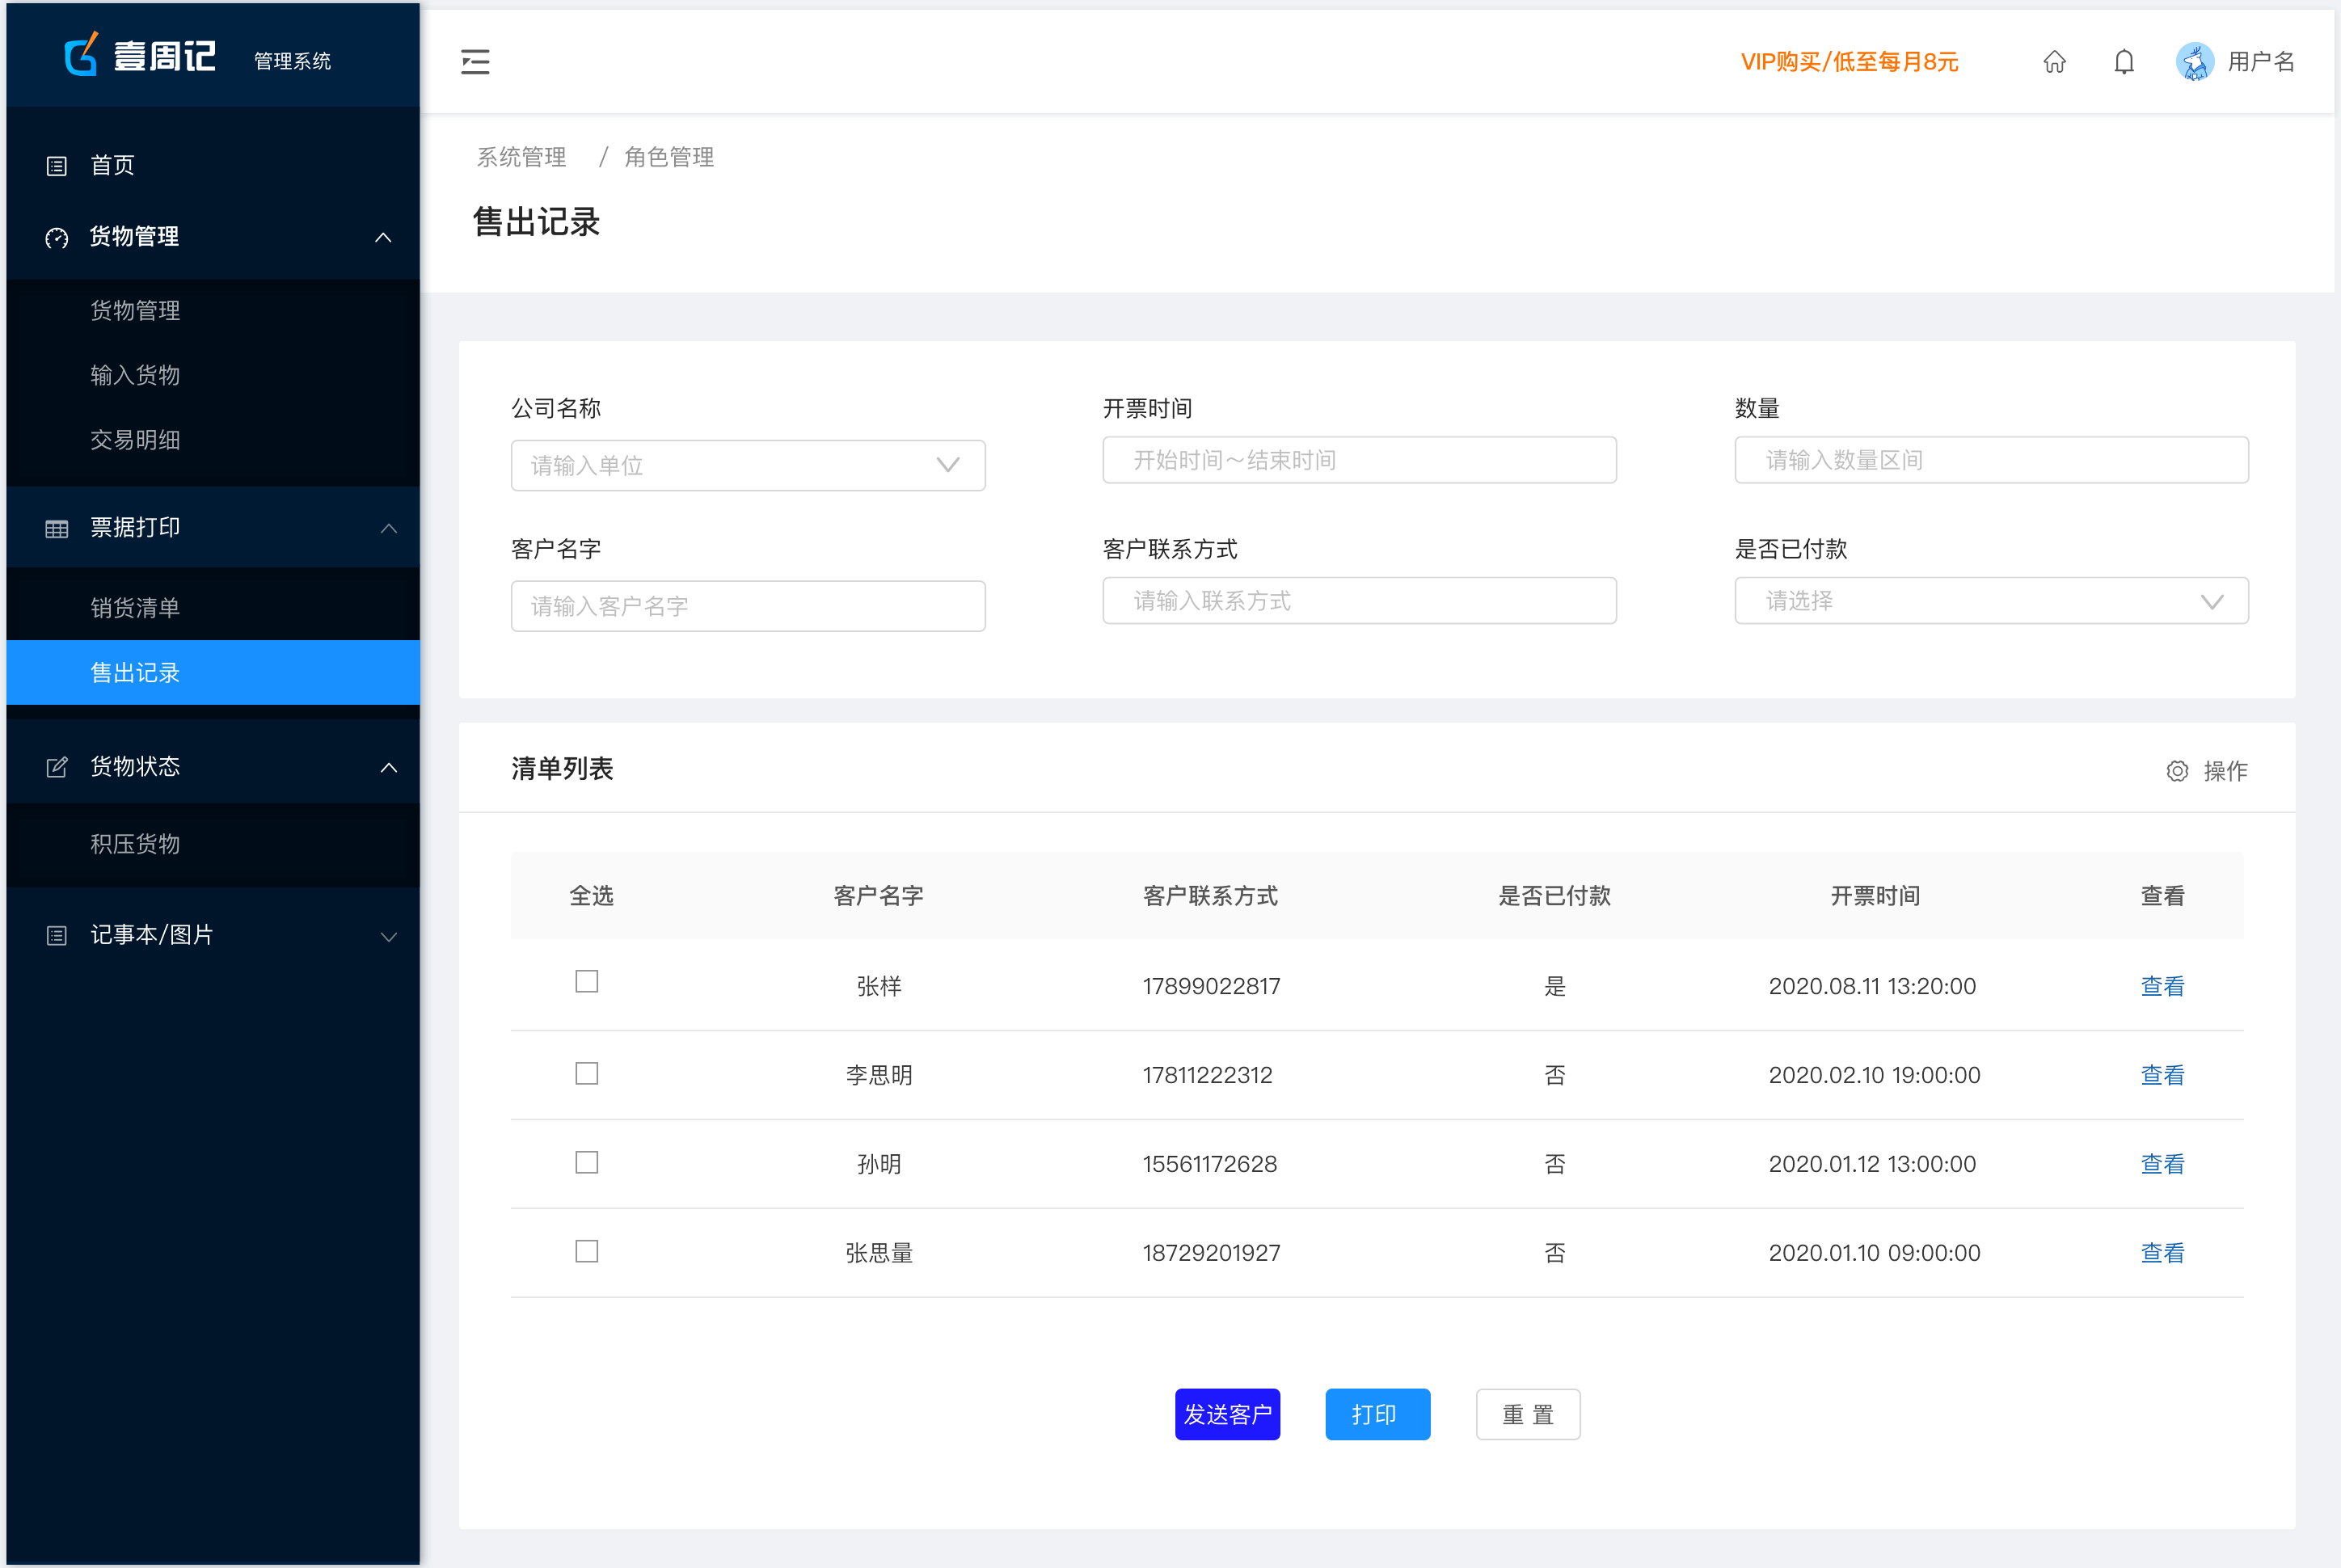 壹周记 管理系统
VIP购买/低至每月8元 用户名
首页
货物管理
货物管理
输入货物
交易明细
票据打印
销货清单
售出记录
货物状态
积压货物
记事本/图片
系统管理 / 角色管理
售出记录
公司名称 开票时间 数量
请输入单位 开始时间~结束时间 请输入数量区间
客户名字 客户联系方式 是否已付款
请输入客户名字 请输入联系方式 请选择
清单列表 操作
全选 客户名字 客户联系方式 是否已付款 开票时间 查看
张样 17899022817 是 2020.08.11 13:20:00 查看
李思明 17811222312 否 2020.02.10 19:00:00 查看
孙明 15561172628 否 2020.01.12 13:00:00 查看
张思量 18729201927 否 2020.01.10 09:00:00 查看
发送客户 打印 重 置